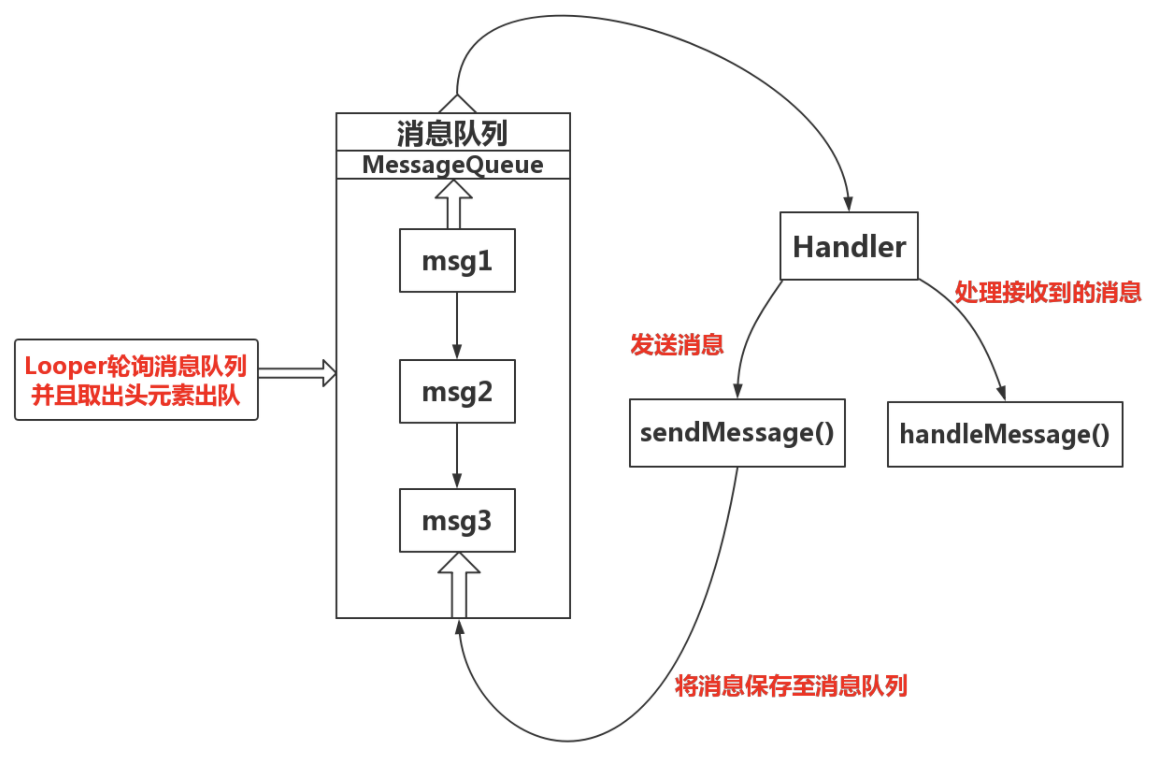 消息队列
MessageQueue
msg1
msg2
msg3
Looper轮询消息队列
并且取出头元素出队
Handler
处理接收到的消息
发送消息
sendMessage()
handleMessage()
将消息保存至消息队列